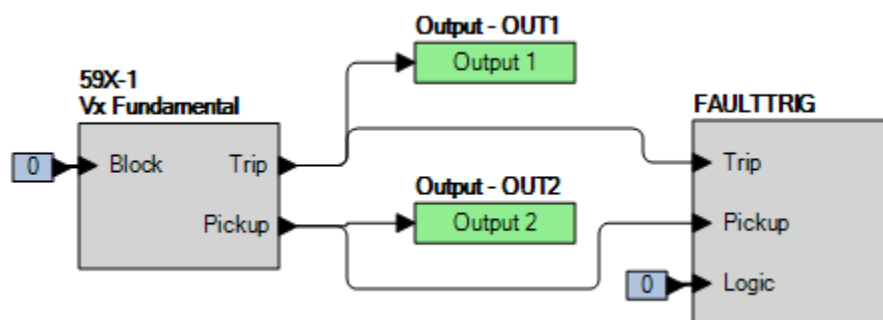 Output - OUT1
Output 1
59X-1
Vx Fundamental
0
Block
Trip
Pickup
Output - OUT2
Output 2
FAULTTRIG
Trip
Pickup
0
Logic